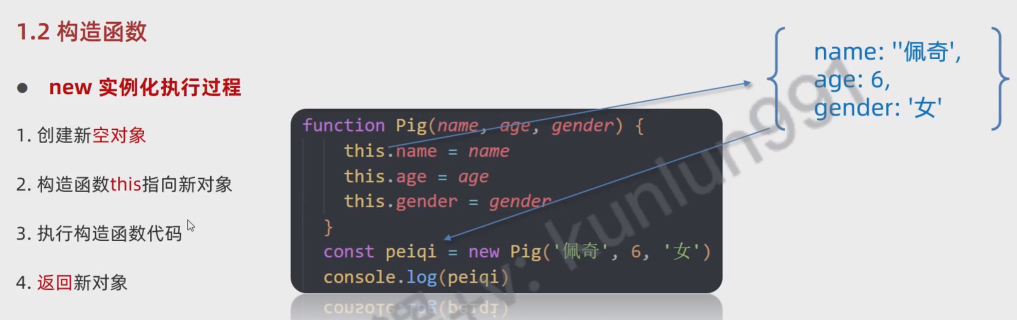 1.2 构造函数
● new 实例化执行过程
1. 创建新空对象
2. 构造函数this指向新对象
3. 执行构造函数代码
4. 返回新对象
function Pig(name, age, gender) {
this.name = name
this.age = age
this.gender = gender
}
const peiqi = new Pig('佩奇', 6, '女')
console.log(peiqi)
{
name: ''佩奇',
age: 6,
gender: '女'
}
v: kunlun991